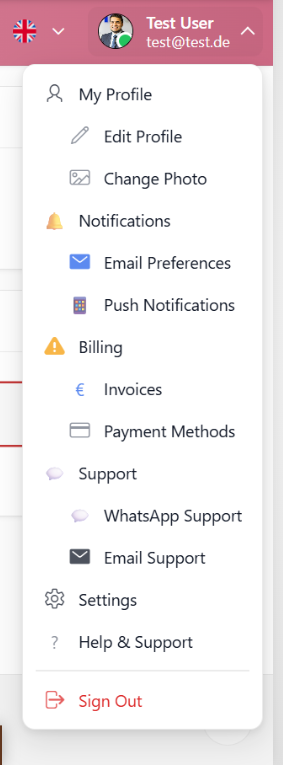 Test User
test@test.de
My Profile
Edit Profile
Change Photo
Notifications
Email Preferences
Push Notifications
Billing
€ Invoices
Payment Methods
Support
WhatsApp Support
Email Support
Settings
? Help & Support
Sign Out